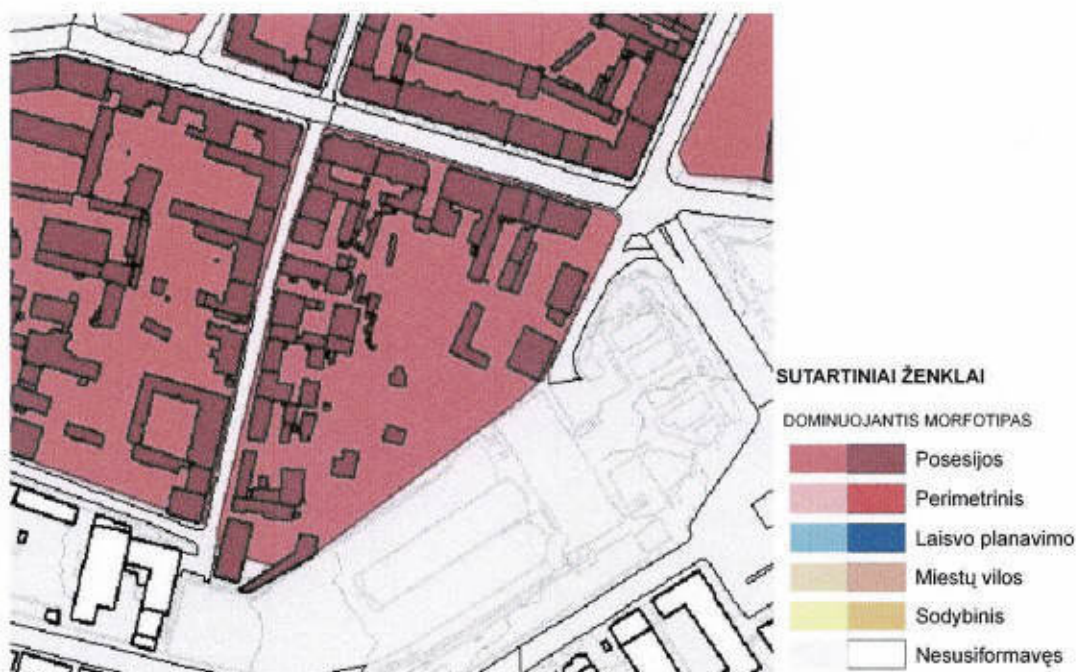 SUTARTINIAI ŽENKLAI
DOMINUOJANTIS MORFOTIPAS
Posesijos
Perimetrinis
Laisvo planavimo
Miestų vilos
Sodybinis
Nesusiformavęs